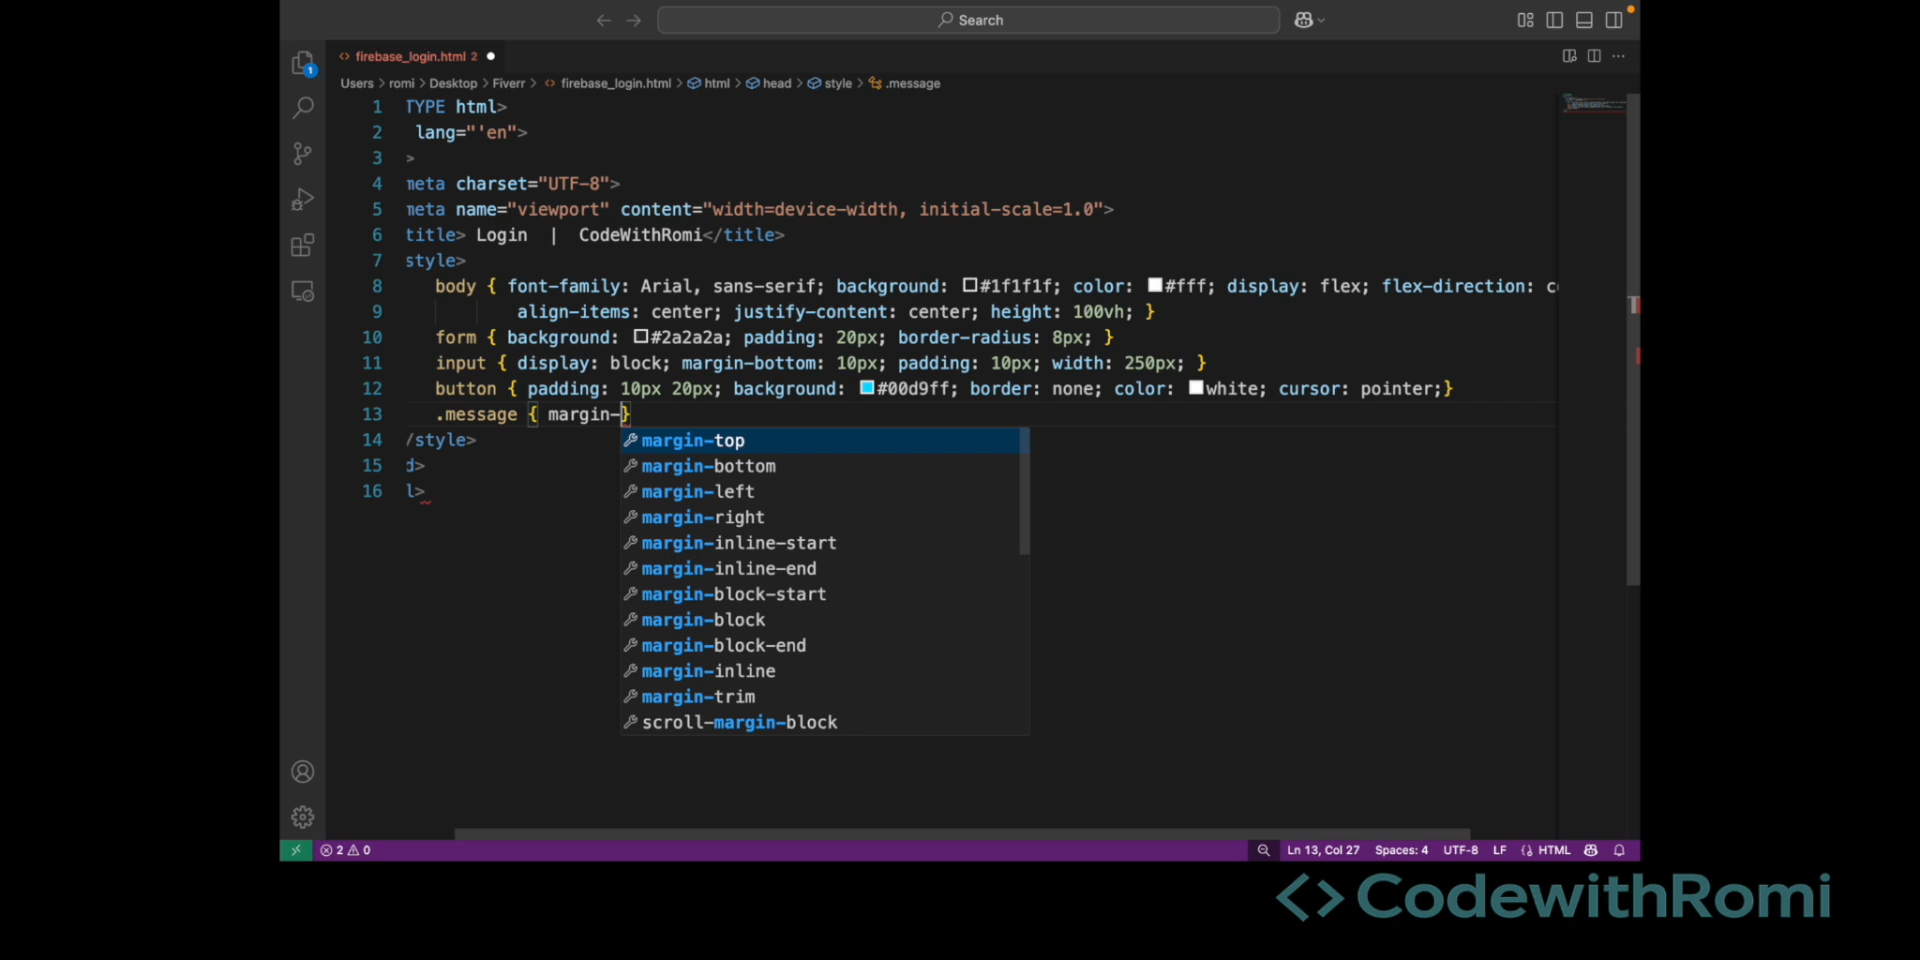 Search
firebase_login.html 2
1
Users > romi > Desktop > Fiverr > firebase_login.html > html > head > style > .message
1 TYPE html>
2 lang="'en">
3 >
4 meta charset="UTF-8">
5 meta name="viewport" content="width=device-width, initial-scale=1.0">
6 title> Login | CodeWithRomi</title>
7 style>
8 body { font-family: Arial, sans-serif; background: #1f1f1f; color: #fff; display: flex; flex-direction: c
9 align-items: center; justify-content: center; height: 100vh; }
10 form { background: #2a2a2a; padding: 20px; border-radius: 8px; }
11 input { display: block; margin-bottom: 10px; padding: 10px; width: 250px; }
12 button { padding: 10px 20px; background: #00d9ff; border: none; color: white; cursor: pointer;}
13 .message { margin-}
14 /style>
15 d>
16 l>
margin-top
margin-bottom
margin-left
margin-right
margin-inline-start
margin-inline-end
margin-block-start
margin-block
margin-block-end
margin-inline
margin-trim
scroll-margin-block
2 0
Ln 13, Col 27 Spaces: 4 UTF-8 LF {} HTML
<> CodewithRomi